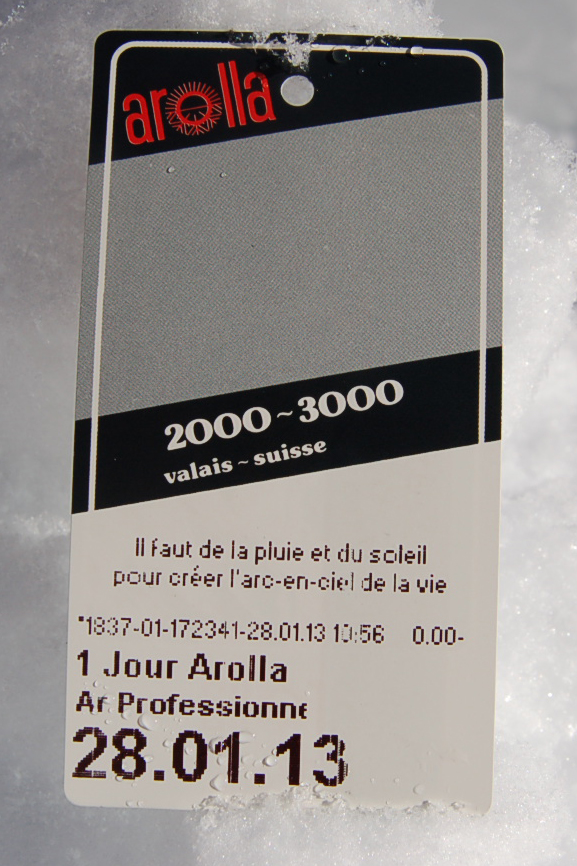 arolla
2000 ~ 3000
valais ~ suisse
Il faut de la pluie et du soleil
pour créer l'arc-en-ciel de la vie
*1837-01-172341-28.01.13 10:56 0.00-
1 Jour Arolla
Ar Professionne
28.01.13